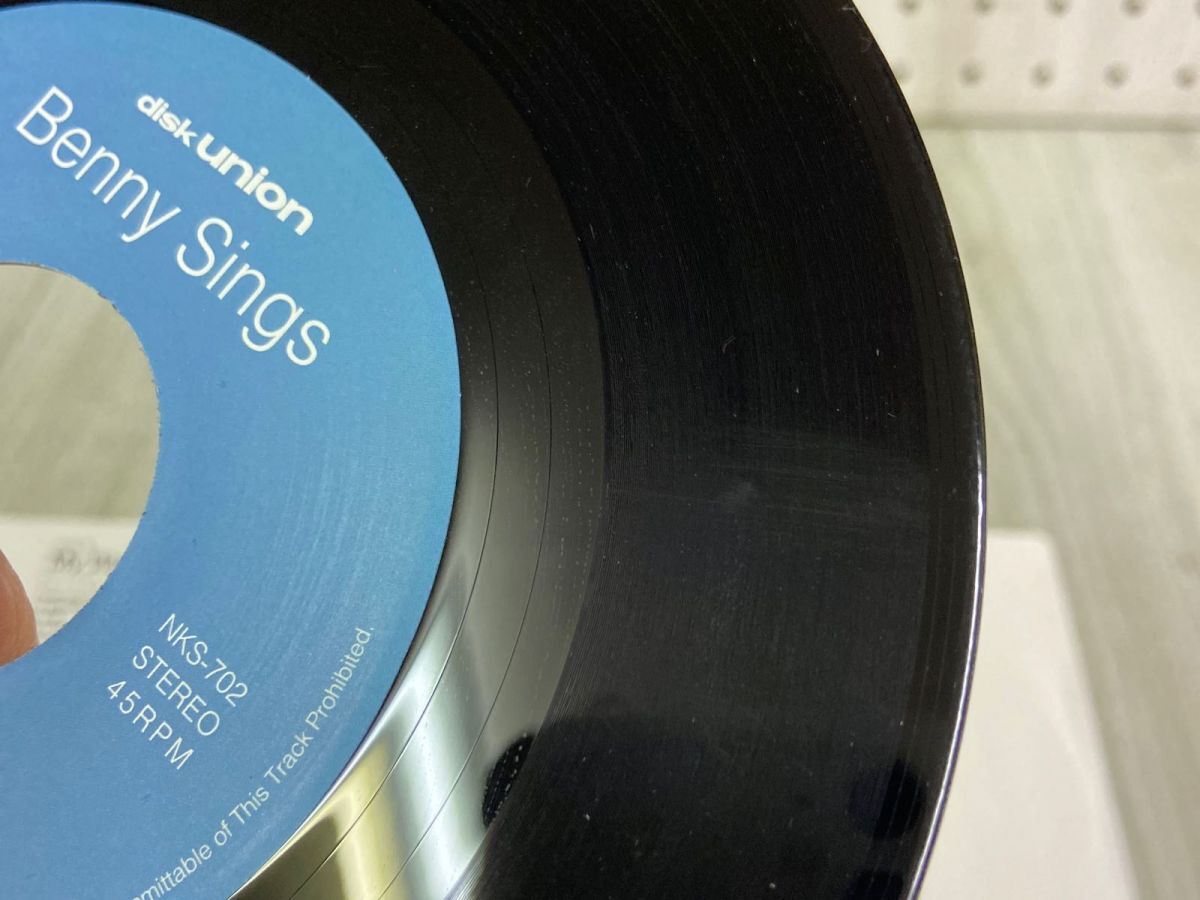 disk union
Benny Sings
NKS-702
STEREO
45RPM
of This Track Prohibited.